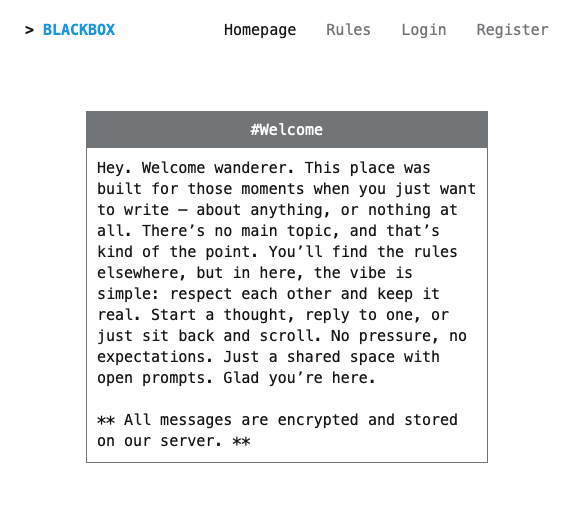 > BLACKBOX
Homepage Rules Login Register
#Welcome
Hey. Welcome wanderer. This place was
built for those moments when you just want
to write – about anything, or nothing at
all. There’s no main topic, and that’s
kind of the point. You’ll find the rules
elsewhere, but in here, the vibe is
simple: respect each other and keep it
real. Start a thought, reply to one, or
just sit back and scroll. No pressure, no
expectations. Just a shared space with
open prompts. Glad you’re here.
** All messages are encrypted and stored
on our server. **